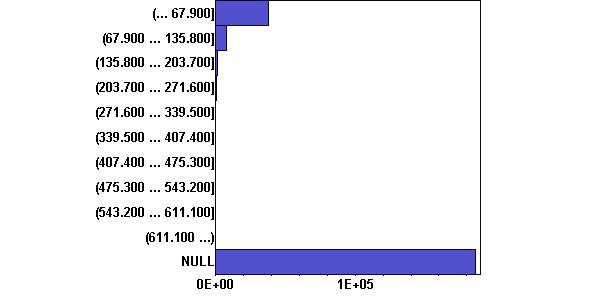 (... 67.900]
(67.900 ... 135.800]
(135.800 ... 203.700]
(203.700 ... 271.600]
(271.600 ... 339.500]
(339.500 ... 407.400]
(407.400 ... 475.300]
(475.300 ... 543.200]
(543.200 ... 611.100]
(611.100 ...)
NULL
0E+00 1E+05